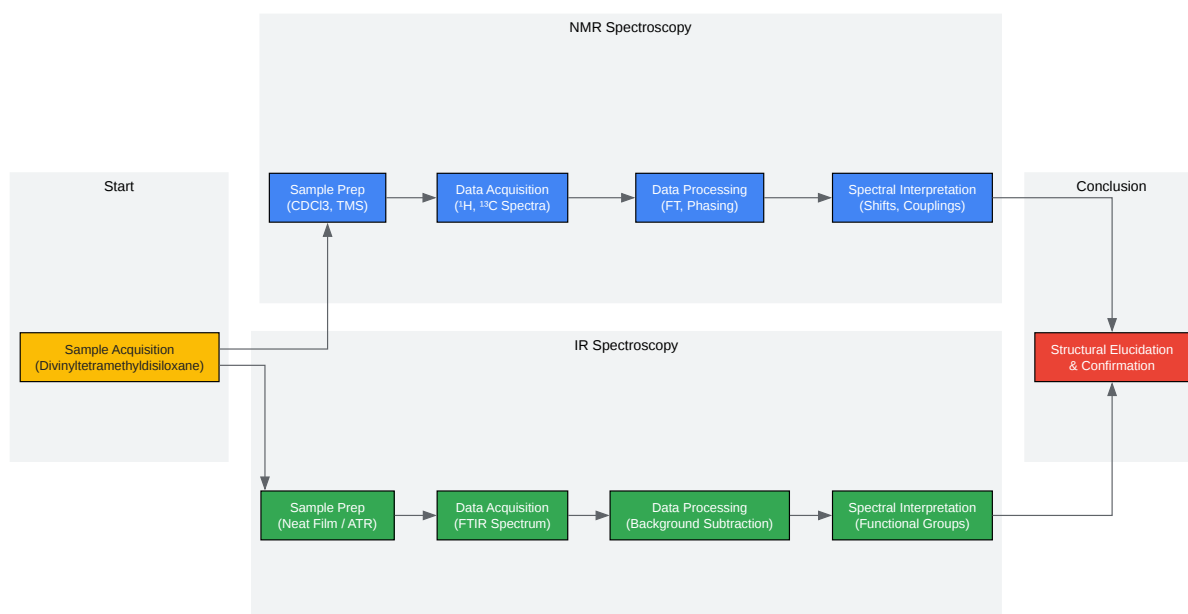 NMR Spectroscopy
Start
Conclusion
Sample Prep
(CDCl3, TMS)
Data Acquisition
(¹H, ¹³C Spectra)
Data Processing
(FT, Phasing)
Spectral Interpretation
(Shifts, Couplings)
Sample Acquisition
(Divinyltetramethyldisiloxane)
IR Spectroscopy
Structural Elucidation
& Confirmation
Sample Prep
(Neat Film / ATR)
Data Acquisition
(FTIR Spectrum)
Data Processing
(Background Subtraction)
Spectral Interpretation
(Functional Groups)